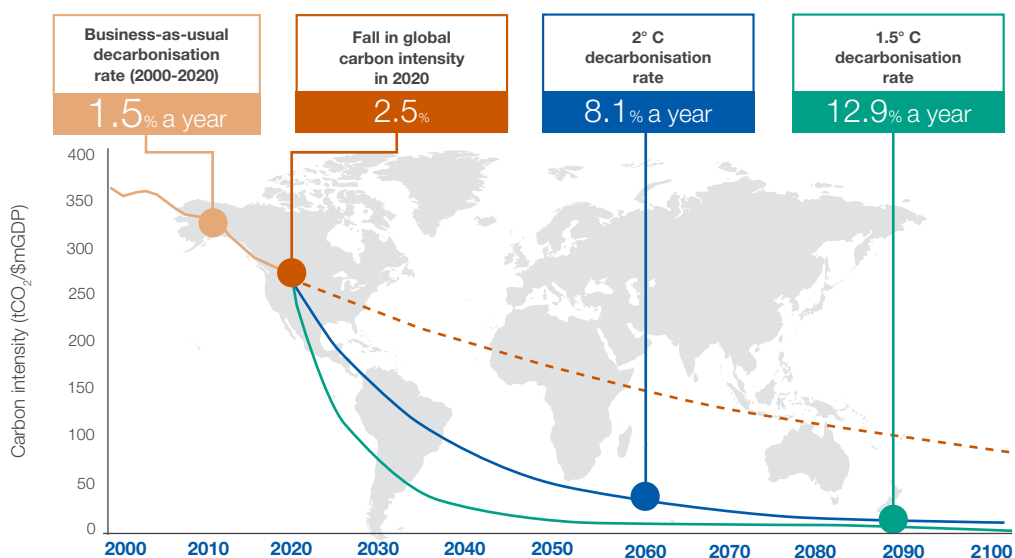 Business-as-usual
decarbonisation
rate (2000-2020)
1.5% a year
Fall in global
carbon intensity
in 2020
2.5%
2° C
decarbonisation
rate
8.1% a year
1.5° C
decarbonisation
rate
12.9% a year
Carbon intensity (tCO₂/$mGDP)
400
350
300
250
200
150
100
50
0
2000 2010 2020 2030 2040 2050 2060 2070 2080 2090 2100